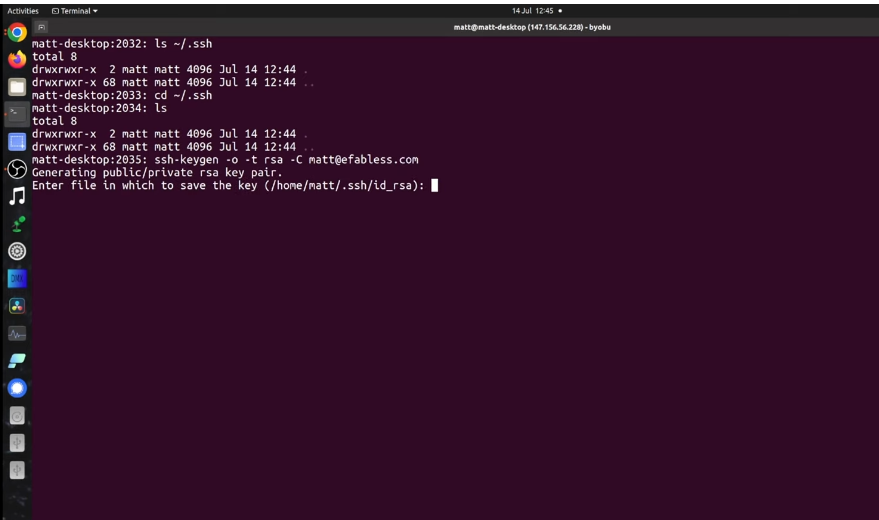 Activities Terminal 14 Jul 12:45
matt@matt-desktop (147.156.56.228) - byobu
matt-desktop:2032: ls ~/.ssh
total 8
drwxrwxr-x  2 matt matt 4096 Jul 14 12:44 .
drwxrwxr-x 68 matt matt 4096 Jul 14 12:44 ..
matt-desktop:2033: cd ~/.ssh
matt-desktop:2034: ls
total 8
drwxrwxr-x  2 matt matt 4096 Jul 14 12:44 .
drwxrwxr-x 68 matt matt 4096 Jul 14 12:44 ..
matt-desktop:2035: ssh-keygen -o -t rsa -C matt@efabless.com
Generating public/private rsa key pair.
Enter file in which to save the key (/home/matt/.ssh/id_rsa):